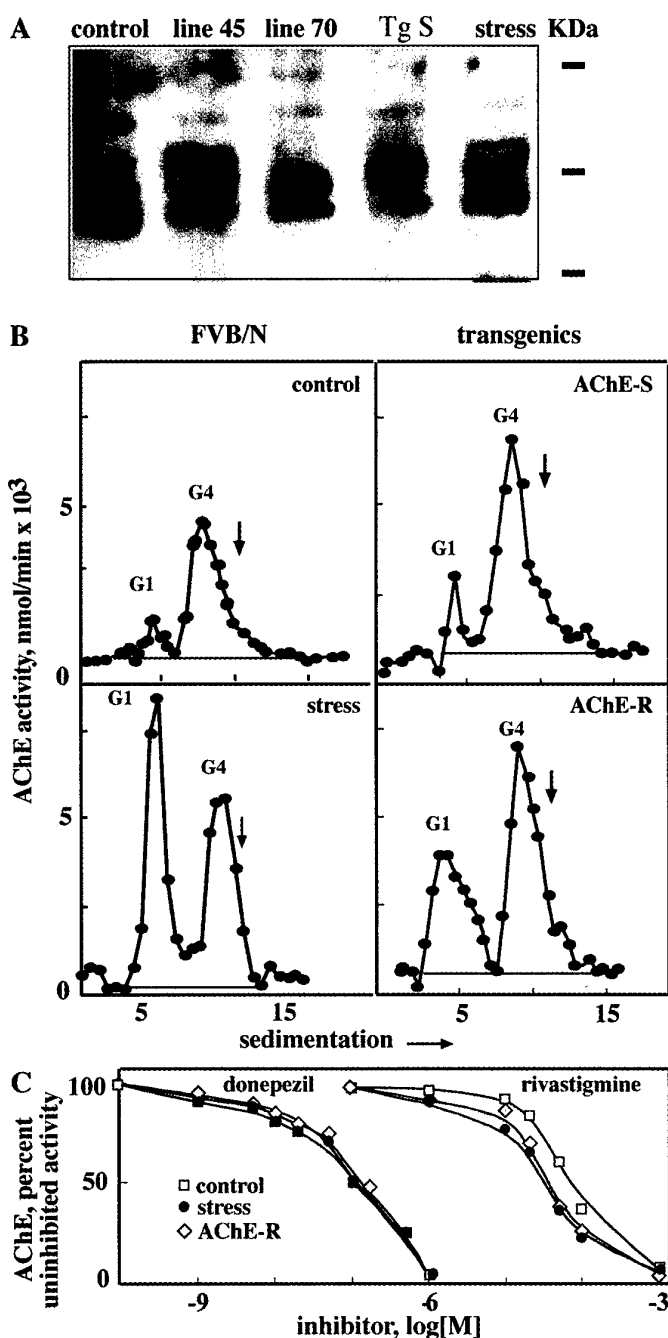 A
control line 45 line 70 Tg S stress KDa
B
FVB/N transgenics
control AChE-S
G1 G4 G1 G4
5
0
stress AChE-R
G1 G4 G1 G4
5
0
5 15 5 15
AChE activity, nmol/min x 10³
sedimentation
C
donepezil rivastigmine
100
50
0
AChE, percent
uninhibited activity
control
stress
AChE-R
-9 -6 -3
inhibitor, log[M]